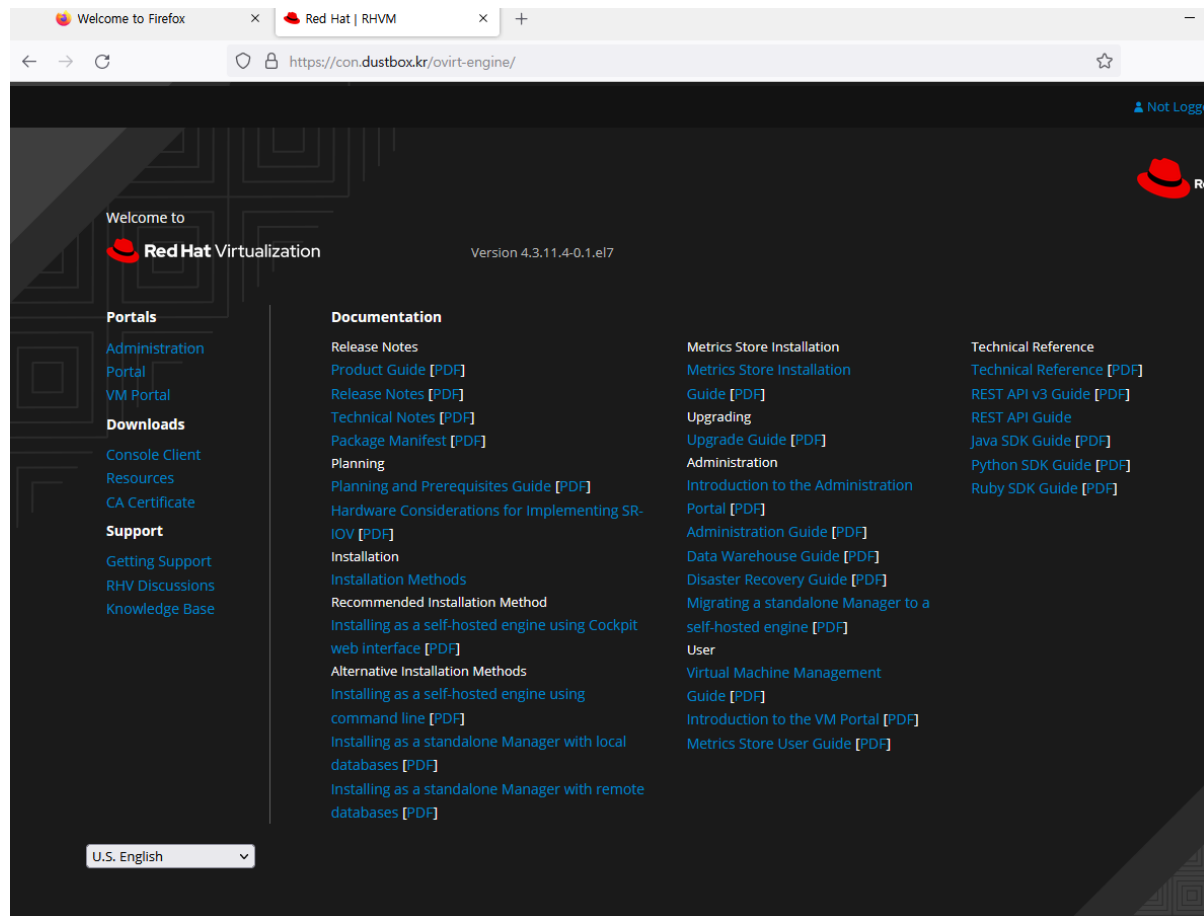 Welcome to Firefox
Red Hat | RHVM
https://con.dustbox.kr/ovirt-engine/
Not Logge
Welcome to
Red Hat Virtualization
Version 4.3.11.4-0.1.el7
Portals
Administration
Portal
VM Portal
Downloads
Console Client
Resources
CA Certificate
Support
Getting Support
RHV Discussions
Knowledge Base
Documentation
Release Notes
Product Guide [PDF]
Release Notes [PDF]
Technical Notes [PDF]
Package Manifest [PDF]
Planning
Planning and Prerequisites Guide [PDF]
Hardware Considerations for Implementing SR-
IOV [PDF]
Installation
Installation Methods
Recommended Installation Method
Installing as a self-hosted engine using Cockpit
web interface [PDF]
Alternative Installation Methods
Installing as a self-hosted engine using
command line [PDF]
Installing as a standalone Manager with local
databases [PDF]
Installing as a standalone Manager with remote
databases [PDF]
Metrics Store Installation
Metrics Store Installation
Guide [PDF]
Upgrading
Upgrade Guide [PDF]
Administration
Introduction to the Administration
Portal [PDF]
Administration Guide [PDF]
Data Warehouse Guide [PDF]
Disaster Recovery Guide [PDF]
Migrating a standalone Manager to a
self-hosted engine [PDF]
User
Virtual Machine Management
Guide [PDF]
Introduction to the VM Portal [PDF]
Metrics Store User Guide [PDF]
Technical Reference
Technical Reference [PDF]
REST API v3 Guide [PDF]
REST API Guide
Java SDK Guide [PDF]
Python SDK Guide [PDF]
Ruby SDK Guide [PDF]
U.S. English